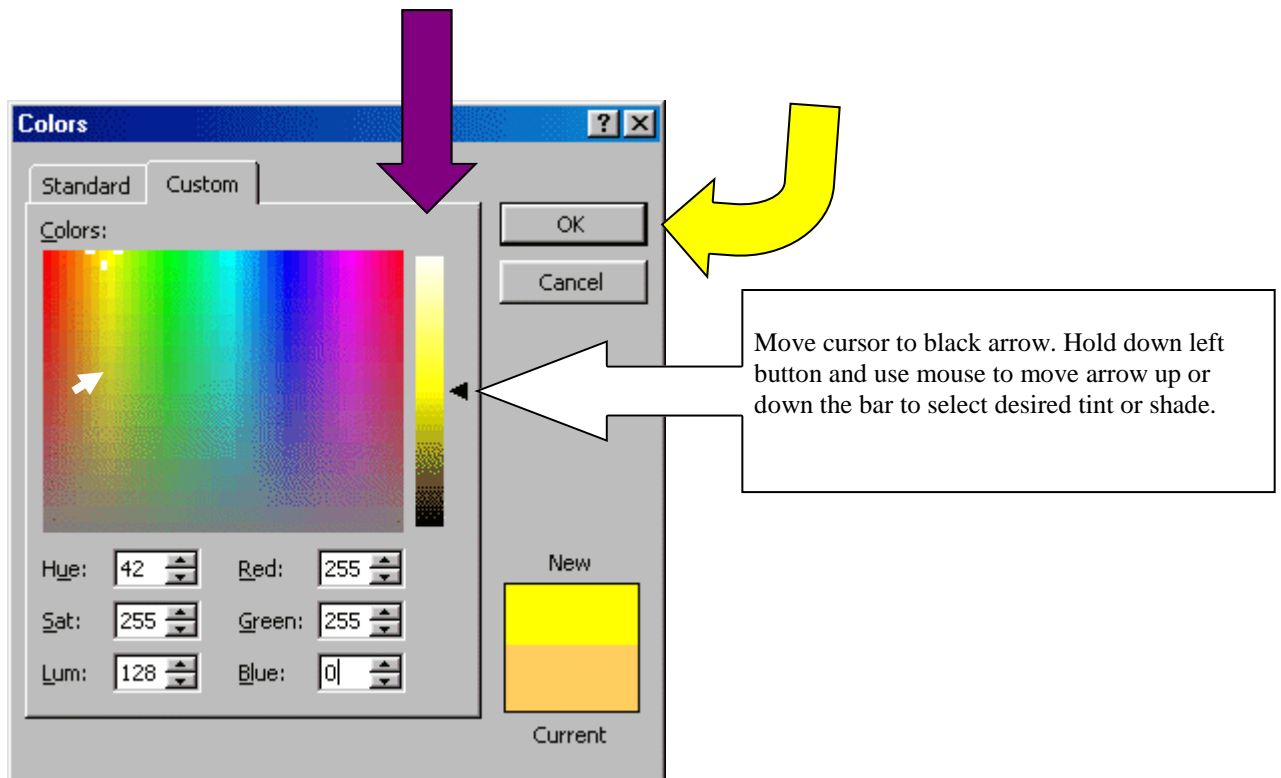 Colors
Standard Custom
Colors:
OK
Cancel
Move cursor to black arrow. Hold down left
button and use mouse to move arrow up or
down the bar to select desired tint or shade.
Hue: 42 Red: 255
Sat: 255 Green: 255
Lum: 128 Blue: 0
New
Current